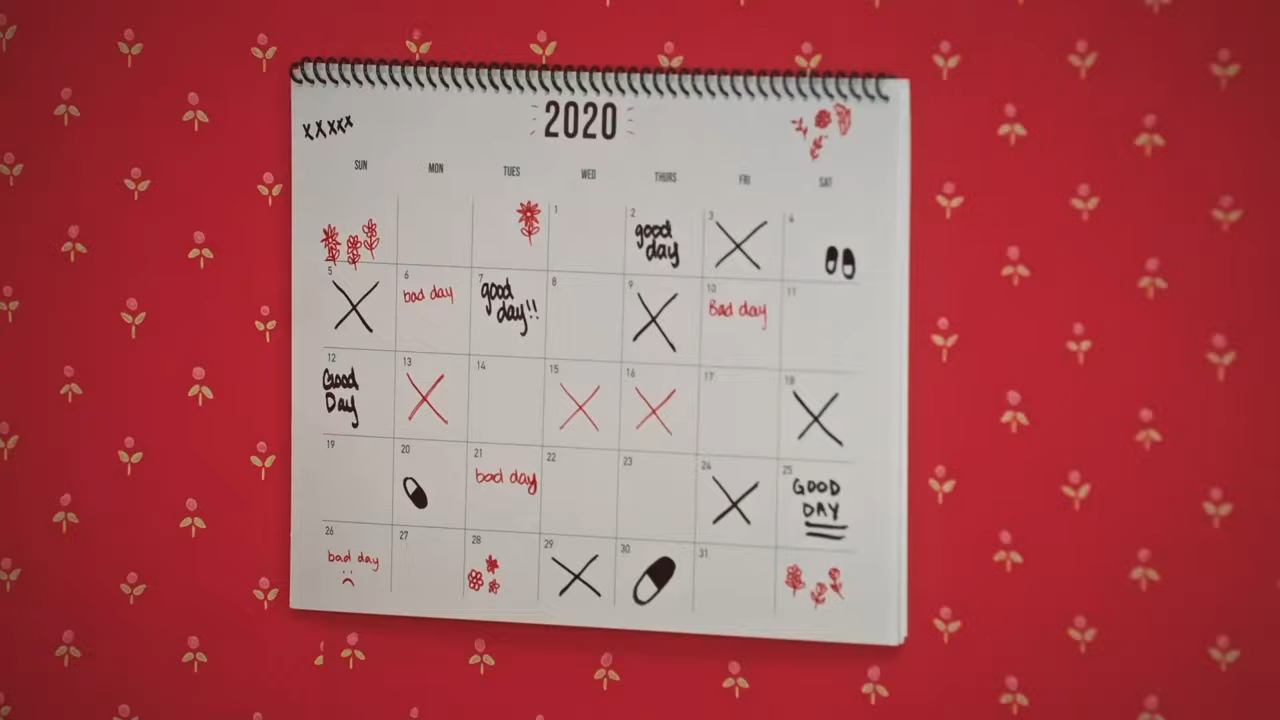 XXXXX
2020
SUN MON TUES WED THURS FRI SAT
1 2 3 4
good
day
5 6 7 8 9 10 11
bad day
good
day!!
Bad day
12 13 14 15 16 17 18
Good
Day
19 20 21 22 23 24 25
bad day
GOOD
DAY
26 27 28 29 30 31
bad day